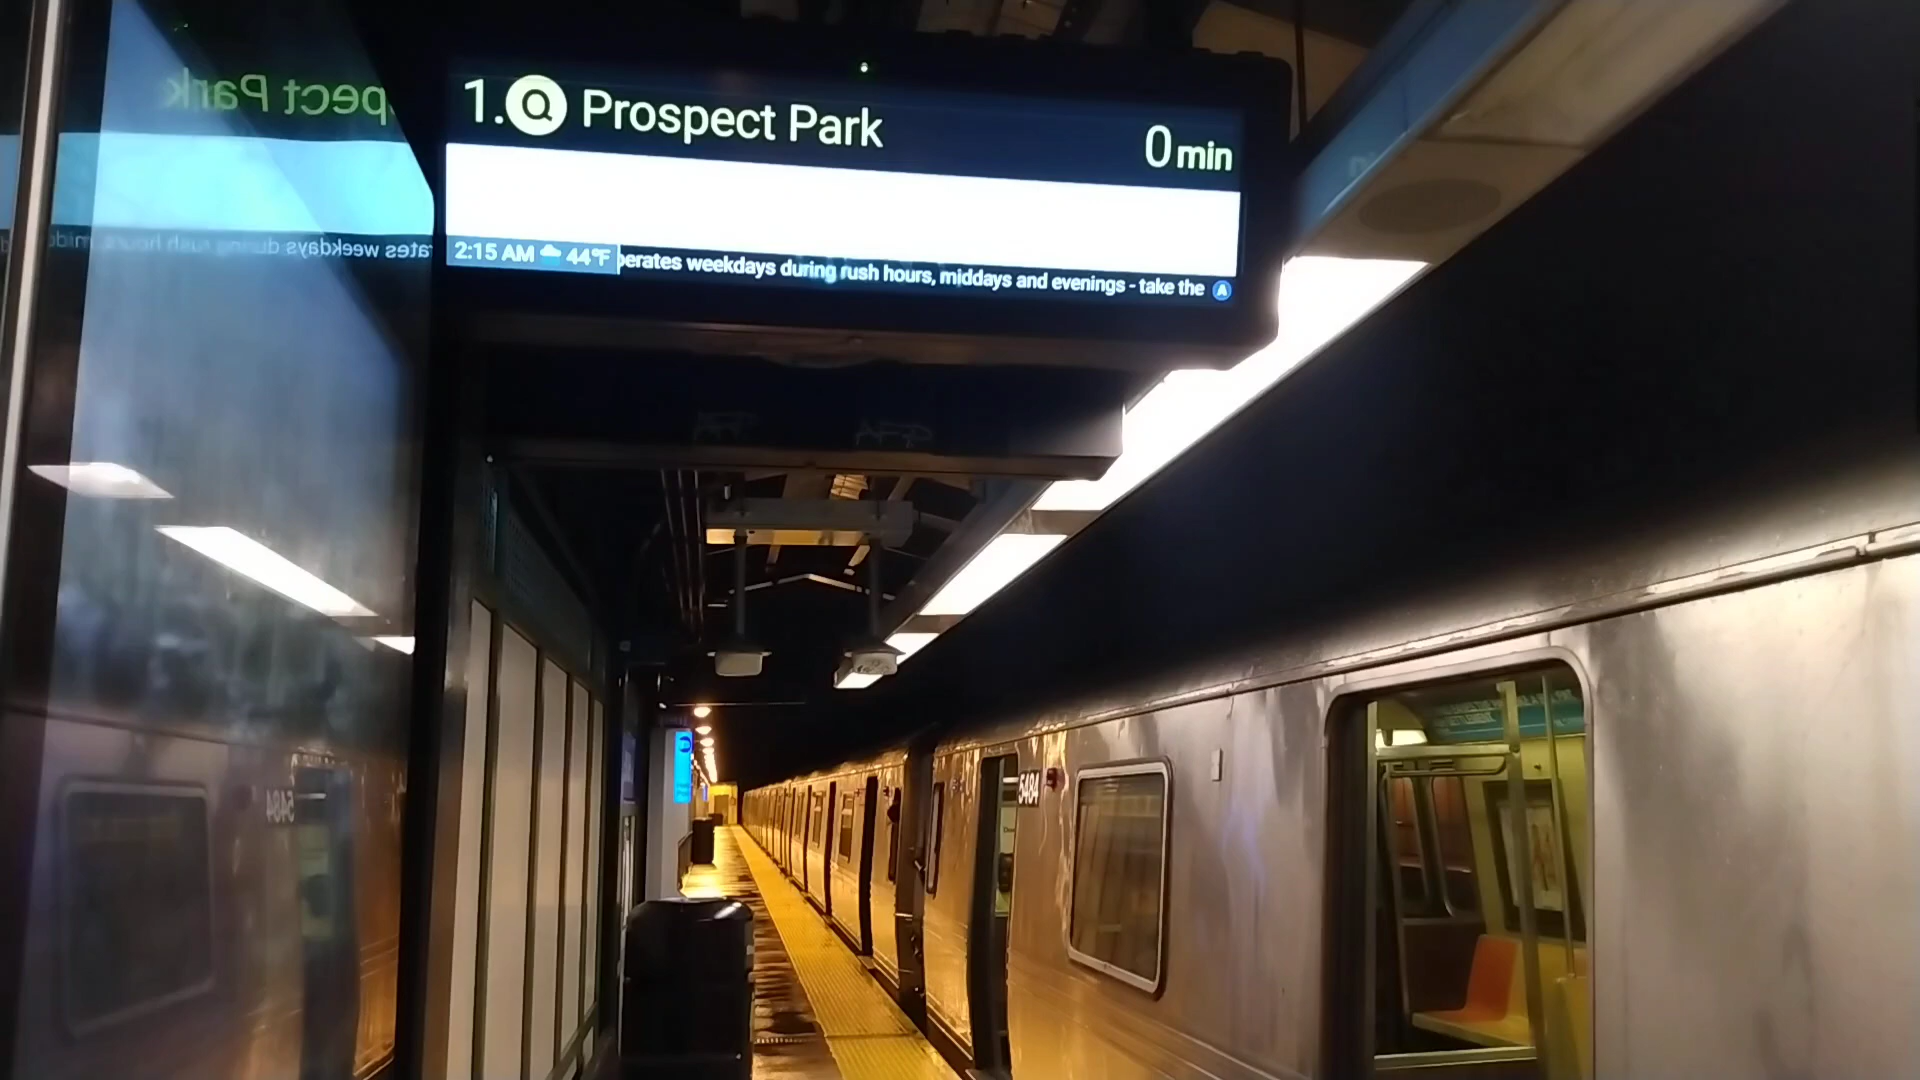 1. Q Prospect Park 0 min
2:15 AM 44°F perates weekdays during rush hours, middays and evenings - take the A
5484